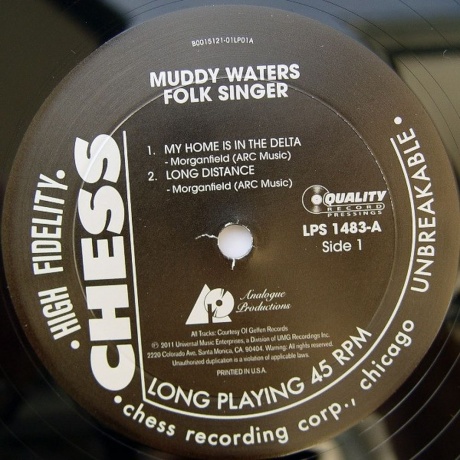 B0015121-01LP01A
MUDDY WATERS
FOLK SINGER
1. MY HOME IS IN THE DELTA
- Morganfield (ARC Music)
2. LONG DISTANCE
- Morganfield (ARC Music)
QUALITY
RECORD
PRESSINGS
LPS 1483-A
Side 1
• HIGH FIDELITY •
CHESS
UNBREAKABLE •
AP
Analogue
Productions
All Tracks: Courtesy Of Geffen Records
© 2011 Universal Music Enterprises, a Division of UMG Recordings Inc.
2220 Colorado Ave, Santa Monica, CA. 90404. Warning: All rights reserved.
Unauthorized duplication is a violation of applicable laws.
PRINTED IN U.S.A.
LONG PLAYING 45 RPM
• chess recording corp., chicago